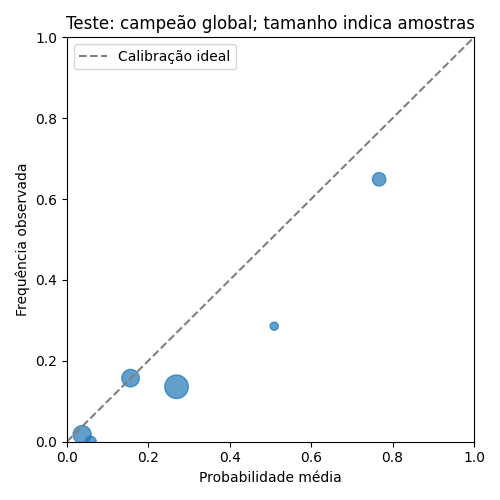 Teste: campeão global; tamanho indica amostras
Calibração ideal
Frequência observada
1.0
0.8
0.6
0.4
0.2
0.0
0.0 0.2 0.4 0.6 0.8 1.0
Probabilidade média